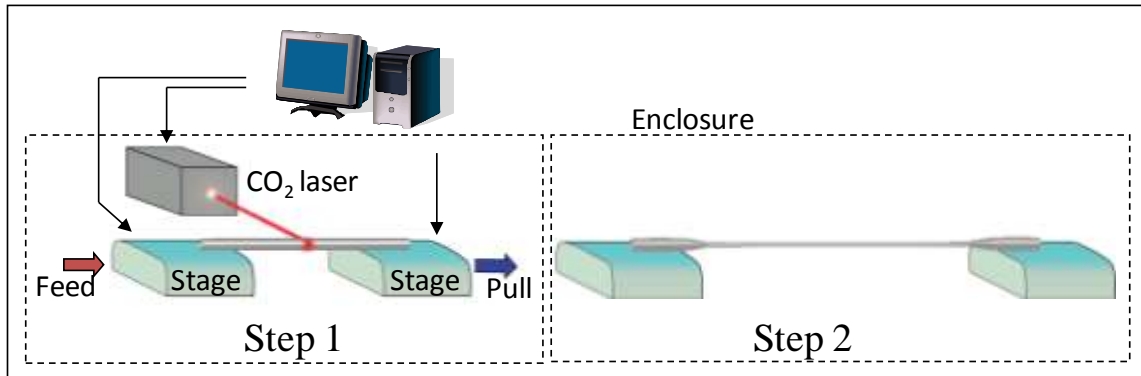 Enclosure
CO₂ laser
Feed
Stage
Stage
Pull
Step 1
Step 2